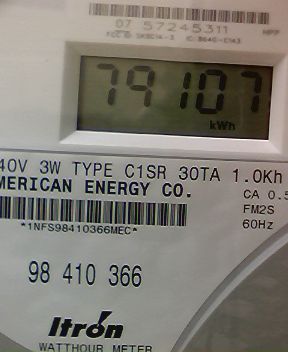 07 57245311
79107
kWh
40V 3W TYPE C1SR 30TA 1.0Kh
MERICAN ENERGY CO.
CA 0.5
FM2S
*1NFS98410366MEC*
60Hz
98 410 366
Itron
WATTHOUR METER